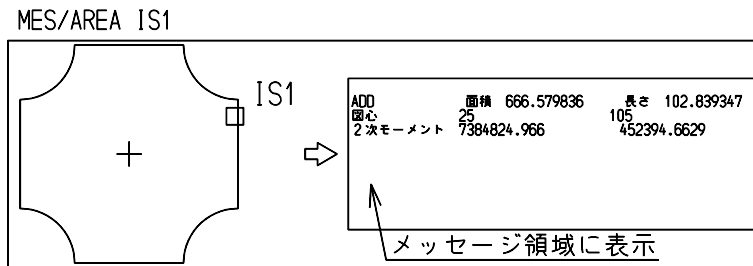 MES/AREA IS1
IS1
ADD 面積 666.579836 長さ 102.839347
図心 25 105
2次モーメント 7384824.966 452394.6629
メッセージ領域に表示